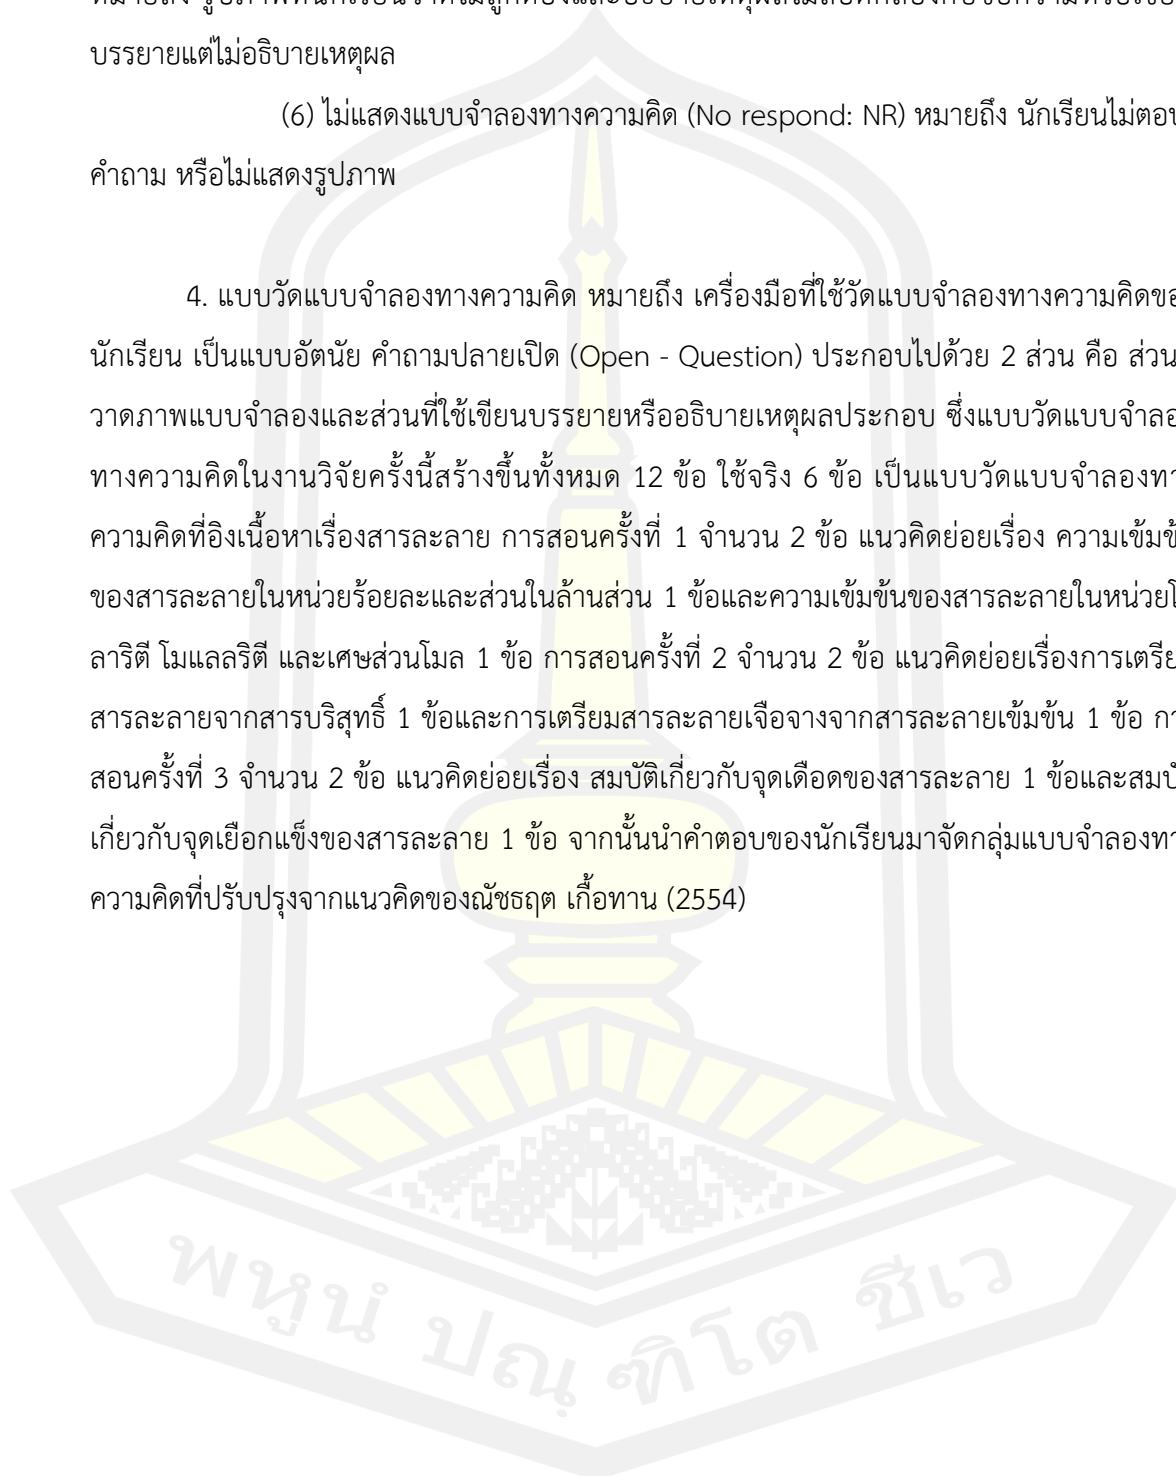 บรรยายแต่ไม่อธิบายเหตุผล
(6) ไม่แสดงแบบจำลองทางความคิด (No respond: NR) หมายถึง นักเรียนไม่ตอบ
คำถาม หรือไม่แสดงรูปภาพ
4. แบบวัดแบบจำลองทางความคิด หมายถึง เครื่องมือที่ใช้วัดแบบจำลองทางความคิดขอ
นักเรียน เป็นแบบอัตนัย คำถามปลายเปิด (Open - Question) ประกอบไปด้วย 2 ส่วน คือ ส่วน
วาดภาพแบบจำลองและส่วนที่ใช้เขียนบรรยายหรืออธิบายเหตุผลประกอบ ซึ่งแบบวัดแบบจำลอ
ทางความคิดในงานวิจัยครั้งนี้สร้างขึ้นทั้งหมด 12 ข้อ ใช้จริง 6 ข้อ เป็นแบบวัดแบบจำลองทา
ความคิดที่อิงเนื้อหาเรื่องสารละลาย การสอนครั้งที่ 1 จำนวน 2 ข้อ แนวคิดย่อยเรื่อง ความเข้มข้
ของสารละลายในหน่วยร้อยละและส่วนในล้านส่วน 1 ข้อและความเข้มข้นของสารละลายในหน่วยโ
ลาริตี โมแลลริตี และเศษส่วนโมล 1 ข้อ การสอนครั้งที่ 2 จำนวน 2 ข้อ แนวคิดย่อยเรื่องการเตรีย
สารละลายจากสารบริสุทธิ์ 1 ข้อและการเตรียมสารละลายเจือจางจากสารละลายเข้มข้น 1 ข้อ กา
สอนครั้งที่ 3 จำนวน 2 ข้อ แนวคิดย่อยเรื่อง สมบัติเกี่ยวกับจุดเดือดของสารละลาย 1 ข้อและสมบั
เกี่ยวกับจุดเยือกแข็งของสารละลาย 1 ข้อ จากนั้นนำคำตอบของนักเรียนมาจัดกลุ่มแบบจำลองทา
ความคิดที่ปรับปรุงจากแนวคิดของณัชธฤต เกื้อทาน (2554)
พหูนํ ปณฺฑิโต ชีเว